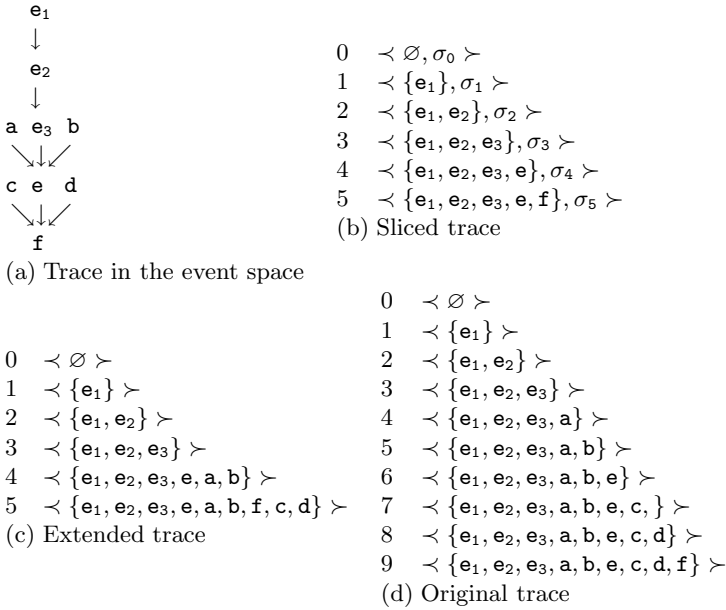 e₁
↓
e₂
↓
a e₃ b
↘↓↙
c e d
↘↓↙
f
(a) Trace in the event space
0 ≺ ∅, σ₀ ≻
1 ≺ {e₁}, σ₁ ≻
2 ≺ {e₁, e₂}, σ₂ ≻
3 ≺ {e₁, e₂, e₃}, σ₃ ≻
4 ≺ {e₁, e₂, e₃, e}, σ₄ ≻
5 ≺ {e₁, e₂, e₃, e, f}, σ₅ ≻
(b) Sliced trace
0 ≺ ∅ ≻
1 ≺ {e₁} ≻
2 ≺ {e₁, e₂} ≻
3 ≺ {e₁, e₂, e₃} ≻
4 ≺ {e₁, e₂, e₃, e, a, b} ≻
5 ≺ {e₁, e₂, e₃, e, a, b, f, c, d} ≻
(c) Extended trace
0 ≺ ∅ ≻
1 ≺ {e₁} ≻
2 ≺ {e₁, e₂} ≻
3 ≺ {e₁, e₂, e₃} ≻
4 ≺ {e₁, e₂, e₃, a} ≻
5 ≺ {e₁, e₂, e₃, a, b} ≻
6 ≺ {e₁, e₂, e₃, a, b, e} ≻
7 ≺ {e₁, e₂, e₃, a, b, e, c, } ≻
8 ≺ {e₁, e₂, e₃, a, b, e, c, d} ≻
9 ≺ {e₁, e₂, e₃, a, b, e, c, d, f} ≻
(d) Original trace